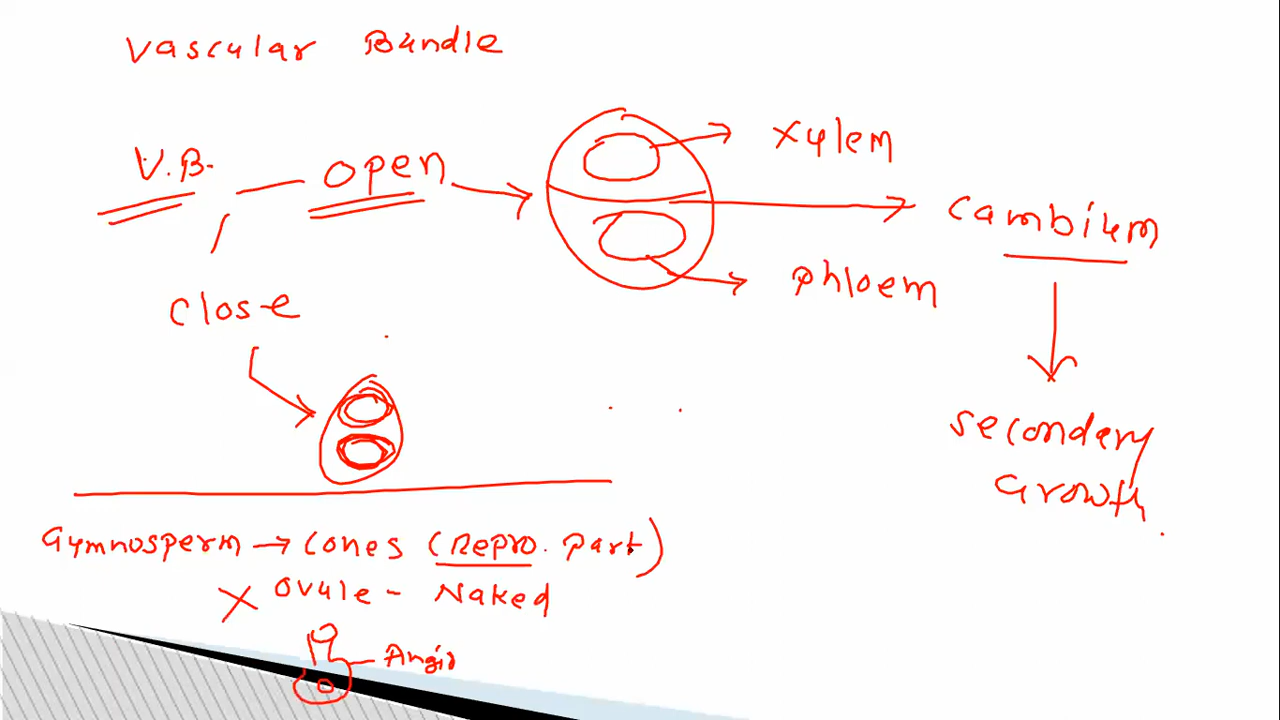 Vascular Bundle
V.B.
Open
Xylem
Cambium
Phloem
Close
Secondary
Growth
Gymnosperm → Cones (Repro. Part)
X Ovule - Naked
Angio